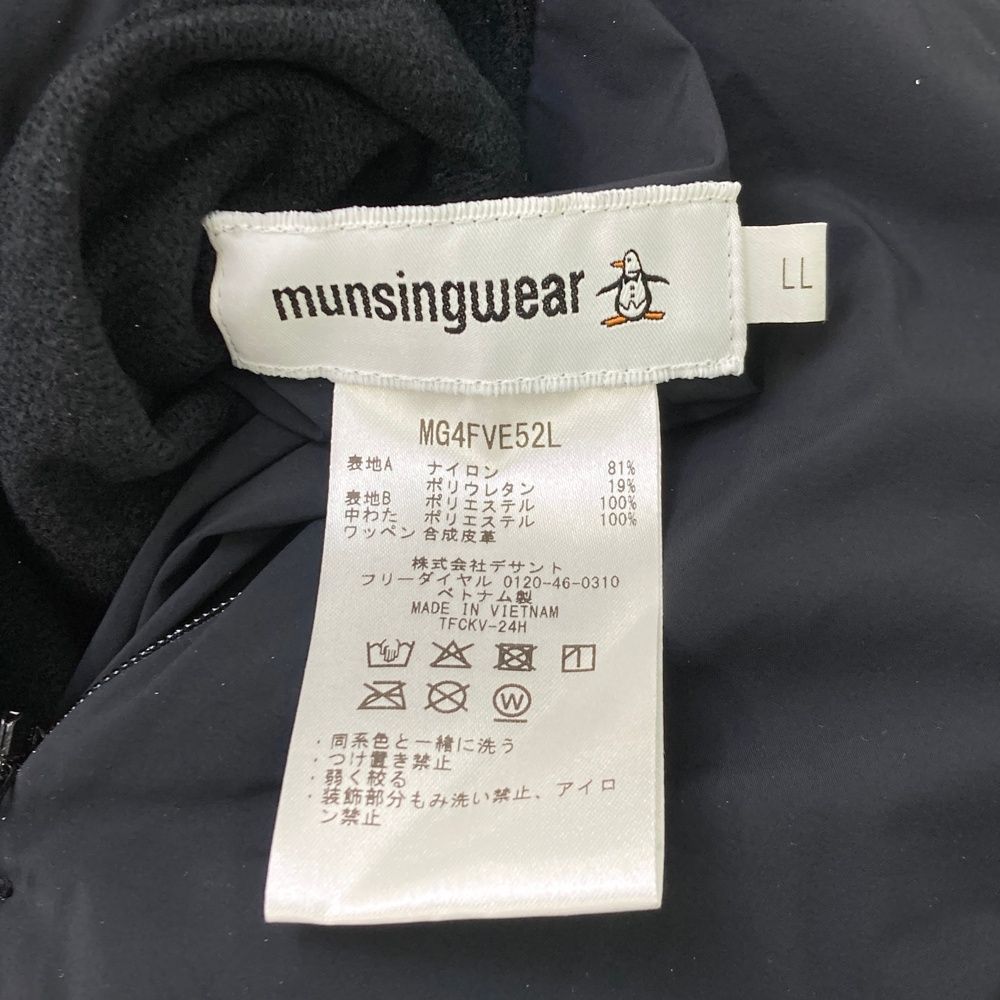 munsingwear
LL
MG4FVE52L
表地A ナイロン 81%
ポリウレタン 19%
表地B ポリエステル 100%
中わた ポリエステル 100%
ワッペン 合成皮革
株式会社デサント
フリーダイヤル 0120-46-0310
ベトナム製
MADE IN VIETNAM
TFCKV-24H
W
・同系色と一緒に洗う
・つけ置き禁止
・弱く絞る
・装飾部分もみ洗い禁止、アイロ
ン禁止